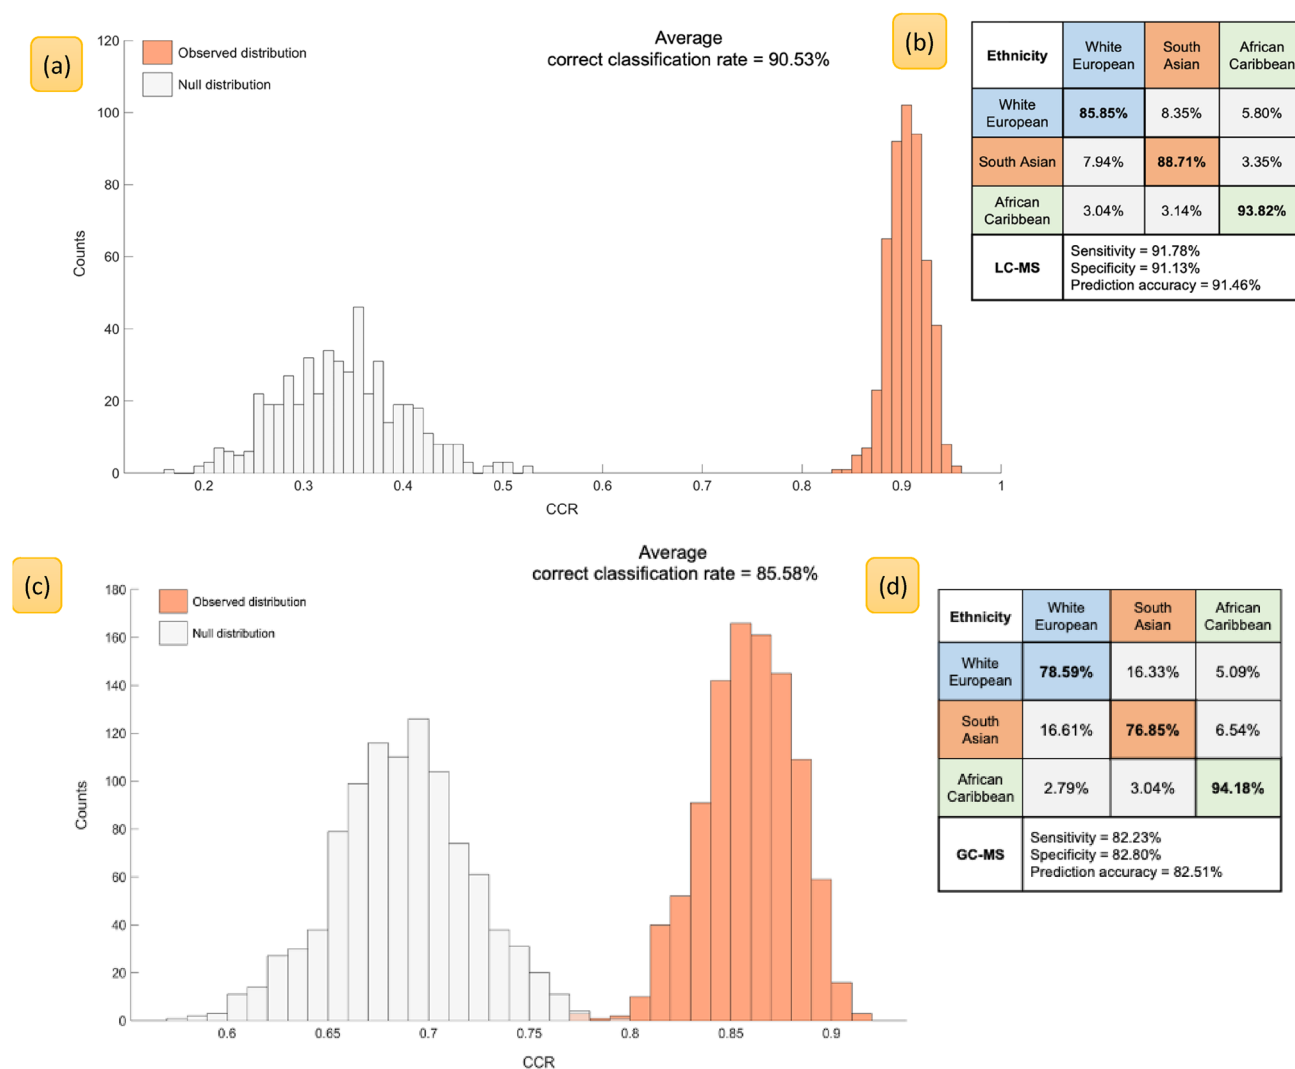 (a)
Observed distribution
Null distribution
Average
correct classification rate = 90.53%
120
100
80
60
40
20
0
Counts
0.2 0.3 0.4 0.5 0.6 0.7 0.8 0.9 1
CCR
(b)
Ethnicity White European South Asian African Caribbean
White European 85.85% 8.35% 5.80%
South Asian 7.94% 88.71% 3.35%
African Caribbean 3.04% 3.14% 93.82%
LC-MS
Sensitivity = 91.78%
Specificity = 91.13%
Prediction accuracy = 91.46%
(c)
Observed distribution
Null distribution
Average
correct classification rate = 85.58%
180
160
140
120
100
80
60
40
20
0
Counts
0.6 0.65 0.7 0.75 0.8 0.85 0.9
CCR
(d)
Ethnicity White European South Asian African Caribbean
White European 78.59% 16.33% 5.09%
South Asian 16.61% 76.85% 6.54%
African Caribbean 2.79% 3.04% 94.18%
GC-MS
Sensitivity = 82.23%
Specificity = 82.80%
Prediction accuracy = 82.51%